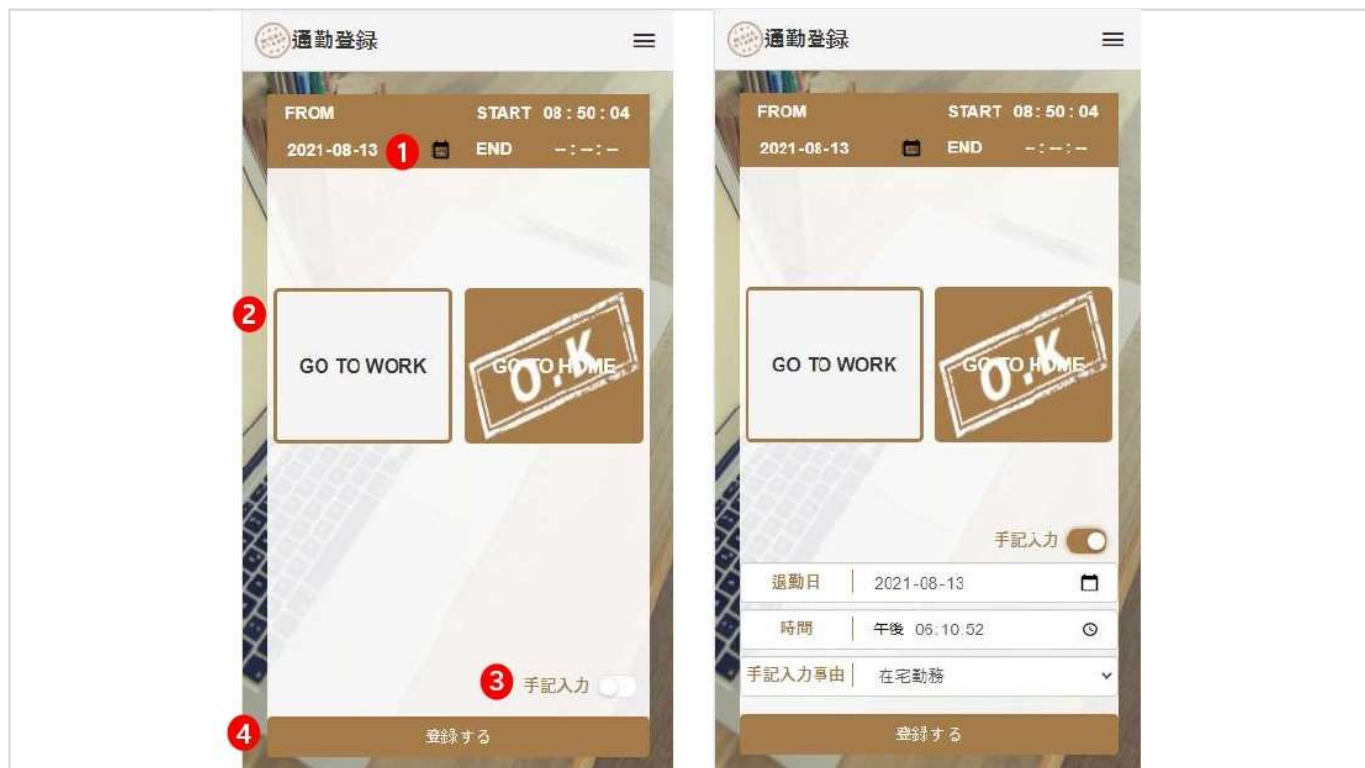 通勤登録
FROM START 08:50:04
2021-08-13 1 END --:--:--
2
GO TO WORK GO TO HOME
O.K
3 手記入力
4 登録する
通勤登録
FROM START 08:50:04
2021-08-13 END --:--:--
GO TO WORK GO TO HOME
O.K
手記入力
退勤日 2021-08-13
時間 午後 06:10:52
手記入力事由 在宅勤務
登録する